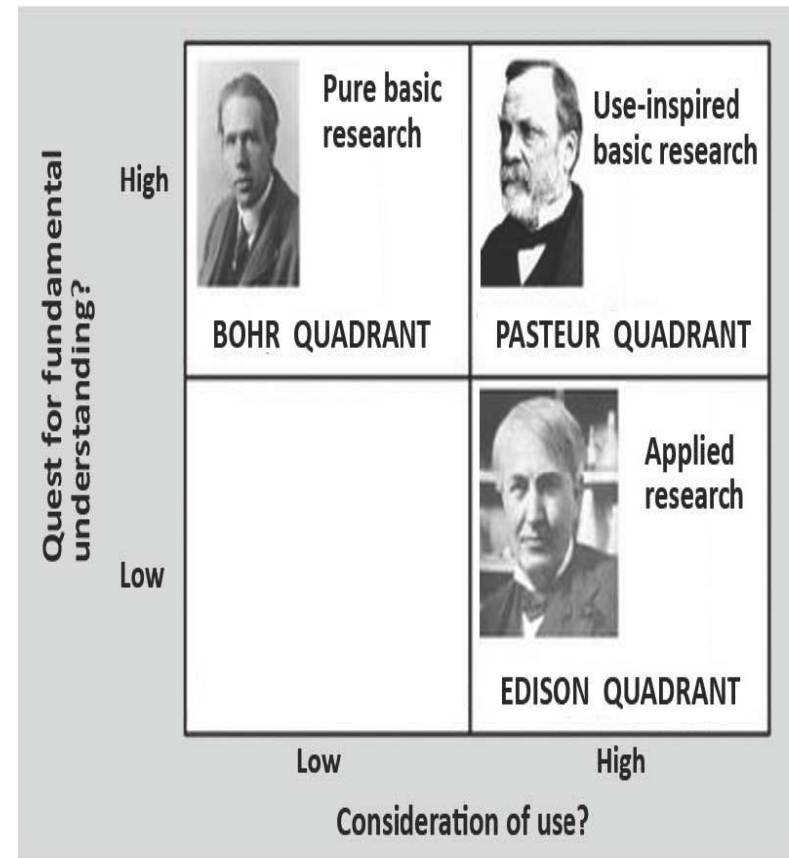 Quest for fundamental
understanding?
High
Low
Pure basic
research
BOHR QUADRANT
Use-inspired
basic research
PASTEUR QUADRANT
Applied
research
EDISON QUADRANT
Low
High
Consideration of use?